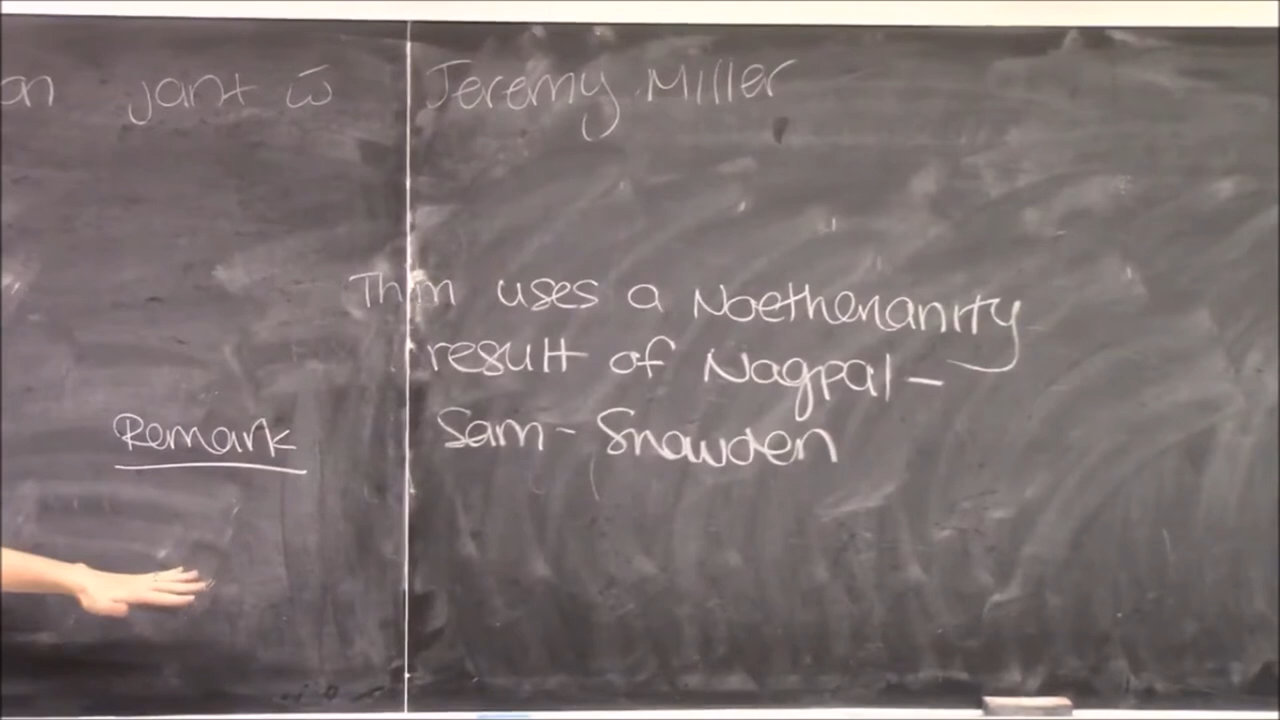 an joint w̄ Jeremy Miller
Thm uses a Noetherianity
result of Nagpal -
Remark
Sam - Snowden